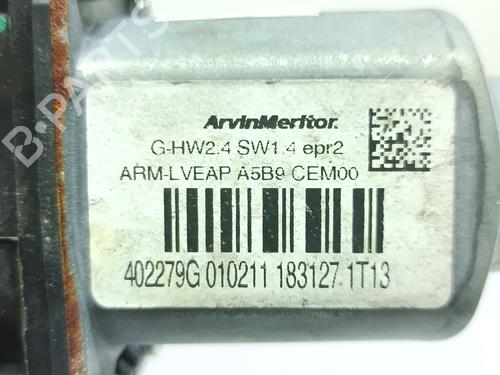 B-PARTS
ArvinMeritor.
G-HW2.4 SW1.4 epr2
ARM-LVEAP A5B9 CEM00
402279G 010211 183127 1T13